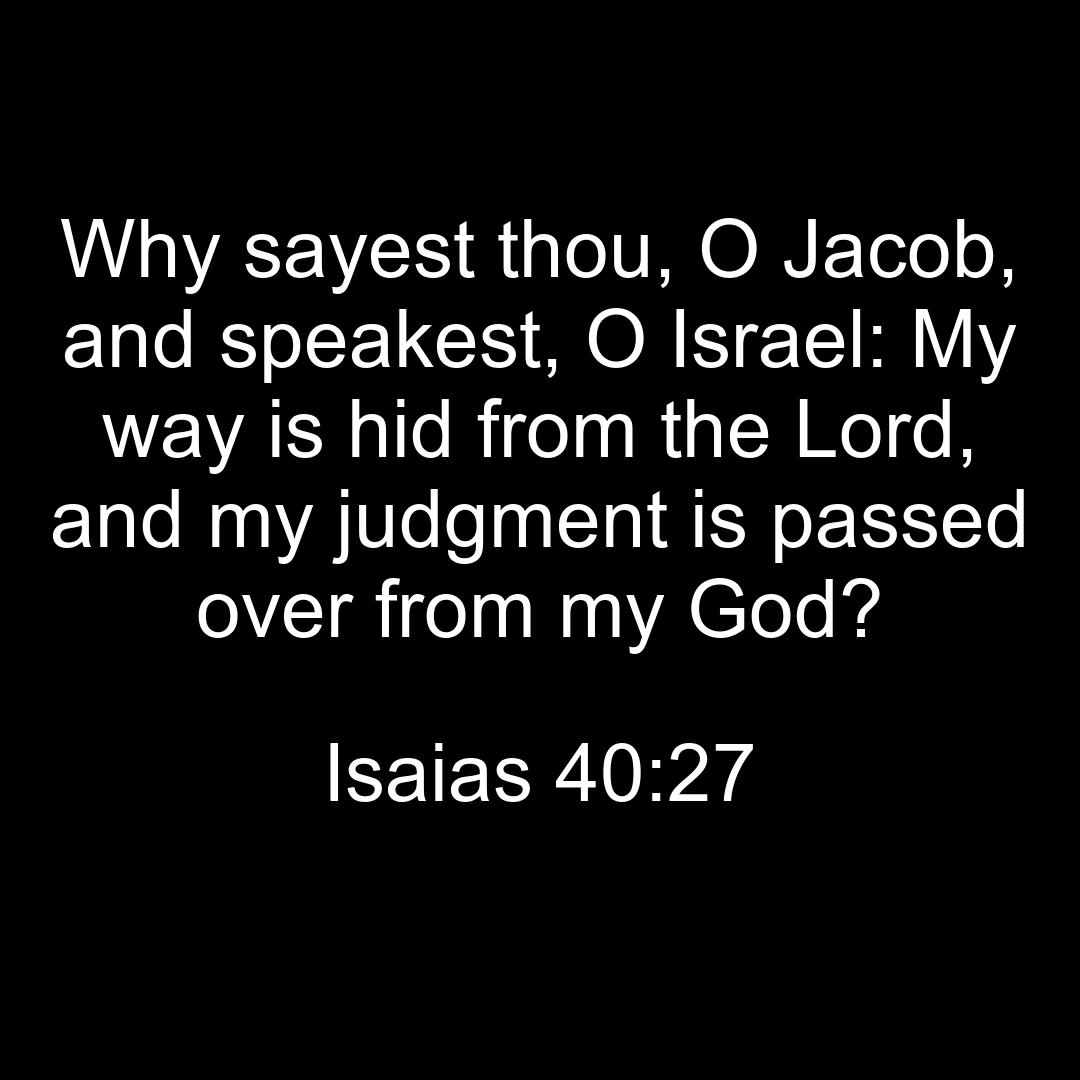 Why sayest thou, O Jacob,
and speakest, O Israel: My
way is hid from the Lord,
and my judgment is passed
over from my God?
Isaias 40:27